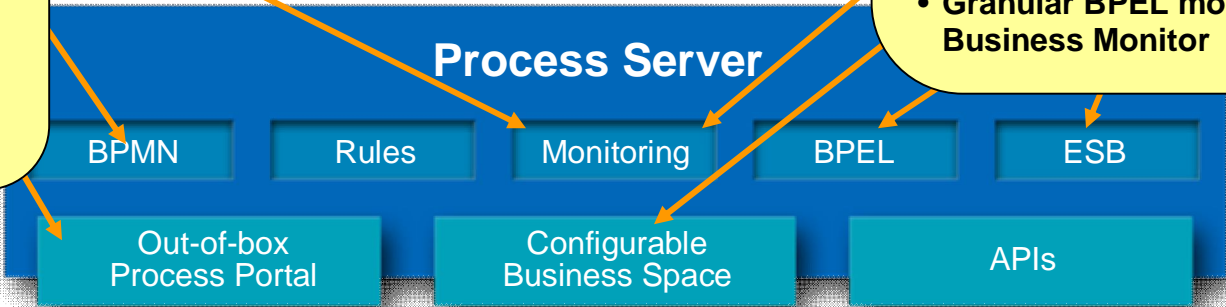 • Granular BPEL
Business Monitor
Process Server
BPMN
Rules
Monitoring
BPEL
ESB
Out-of-box
Process Portal
Configurable
Business Space
APIs